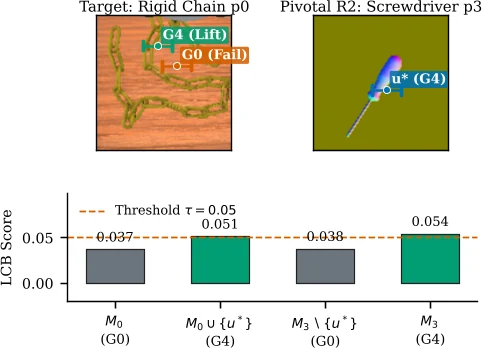 Target: Rigid Chain p0
Pivotal R2: Screwdriver p3
G4 (Lift)
G0 (Fail)
u* (G4)
LCB Score
0.05
0.00
Threshold τ = 0.05
0.037
0.051
0.038
0.054
M₀
(G0)
M₀ ∪ {u*}
(G4)
M₃ \ {u*}
(G0)
M₃
(G4)